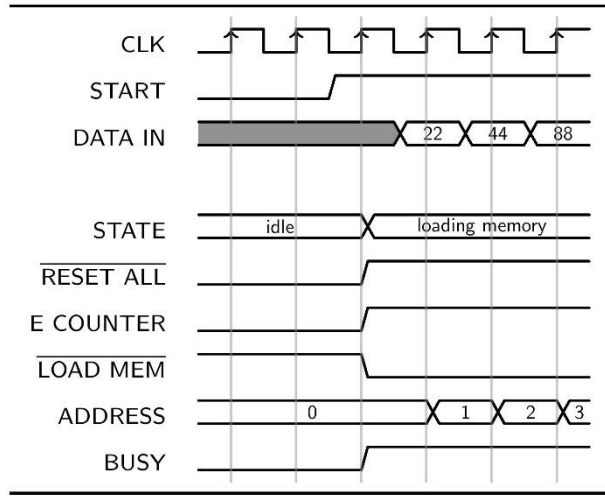 CLK
START
DATA IN 22 44 88
STATE idle loading memory
RESET ALL
E COUNTER
LOAD MEM
ADDRESS 0 1 2 3
BUSY